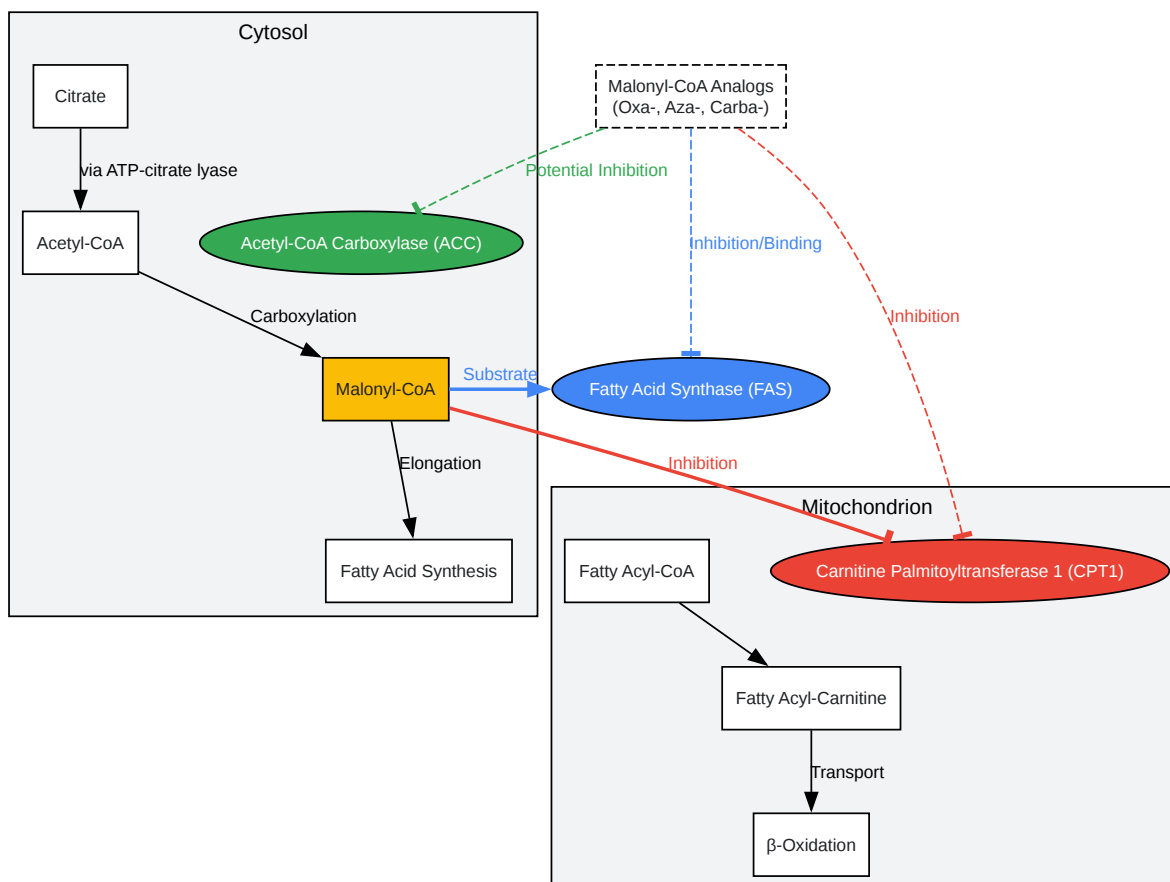 Cytosol
Citrate
Malonyl-CoA Analogs
(Oxa-, Aza-, Carba-)
via ATP-citrate lyase
Potential Inhibition
Acetyl-CoA
Acetyl-CoA Carboxylase (ACC)
Inhibition/Binding
Carboxylation
Inhibition
Malonyl-CoA
Substrate
Fatty Acid Synthase (FAS)
Elongation
Inhibition
Mitochondrion
Fatty Acid Synthesis
Fatty Acyl-CoA
Carnitine Palmitoyltransferase 1 (CPT1)
Fatty Acyl-Carnitine
Transport
β-Oxidation